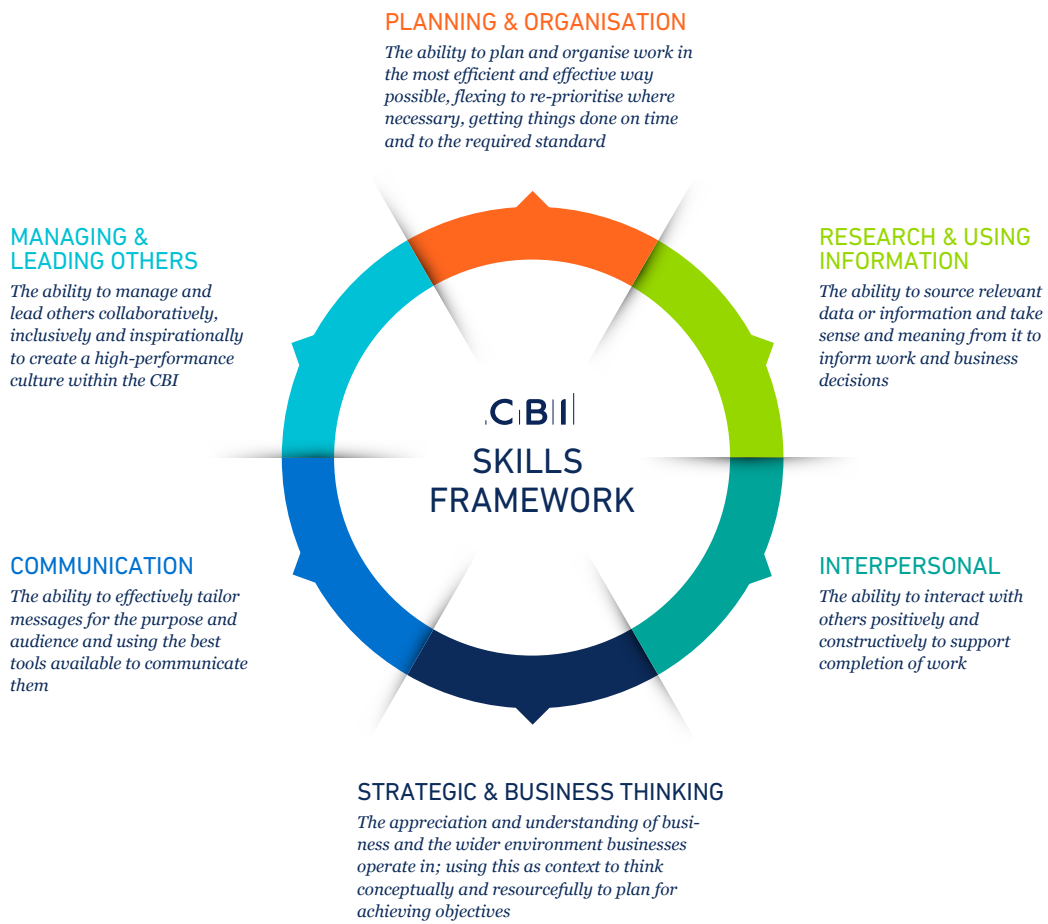 PLANNING & ORGANISATION
The ability to plan and organise work in
the most efficient and effective way
possible, flexing to re-prioritise where
necessary, getting things done on time
and to the required standard
MANAGING &
LEADING OTHERS
The ability to manage and
lead others collaboratively,
inclusively and inspirationally
to create a high-performance
culture within the CBI
RESEARCH & USING
INFORMATION
The ability to source relevant
data or information and take
sense and meaning from it to
inform work and business
decisions
CBI
SKILLS
FRAMEWORK
COMMUNICATION
The ability to effectively tailor
messages for the purpose and
audience and using the best
tools available to communicate
them
INTERPERSONAL
The ability to interact with
others positively and
constructively to support
completion of work
STRATEGIC & BUSINESS THINKING
The appreciation and understanding of busi-
ness and the wider environment businesses
operate in; using this as context to think
conceptually and resourcefully to plan for
achieving objectives